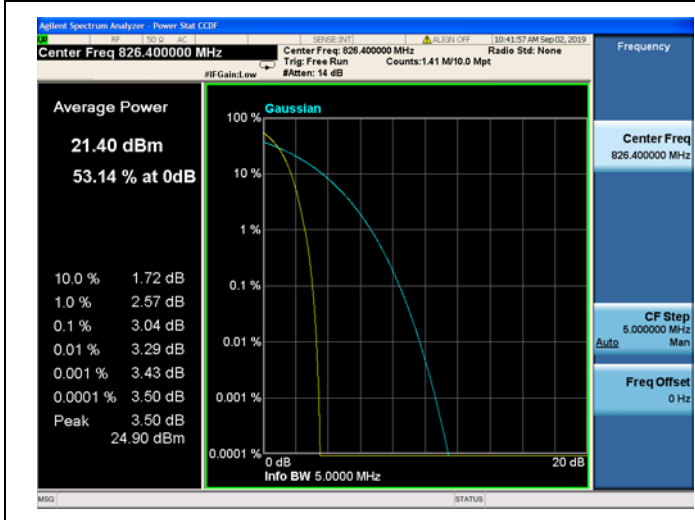 Agilent Spectrum Analyzer - Power Stat CCDF
RF 50 Ω AC SENSE:INT ALIGN OFF 10:41:57 AM Sep 02, 2019
Center Freq 826.400000 MHz
Center Freq: 826.400000 MHz Radio Std: None
Trig: Free Run Counts:1.41 M/10.0 Mpt
#IFGain:Low #Atten: 14 dB
Frequency
Average Power
21.40 dBm
53.14 % at 0dB
10.0 % 1.72 dB
1.0 % 2.57 dB
0.1 % 3.04 dB
0.01 % 3.29 dB
0.001 % 3.43 dB
0.0001 % 3.50 dB
Peak 3.50 dB
24.90 dBm
Gaussian
100 %
10 %
1 %
0.1 %
0.01 %
0.001 %
0.0001 %
0 dB 20 dB
Info BW 5.0000 MHz
Center Freq
826.400000 MHz
CF Step
5.000000 MHz
Auto Man
Freq Offset
0 Hz
MSG STATUS